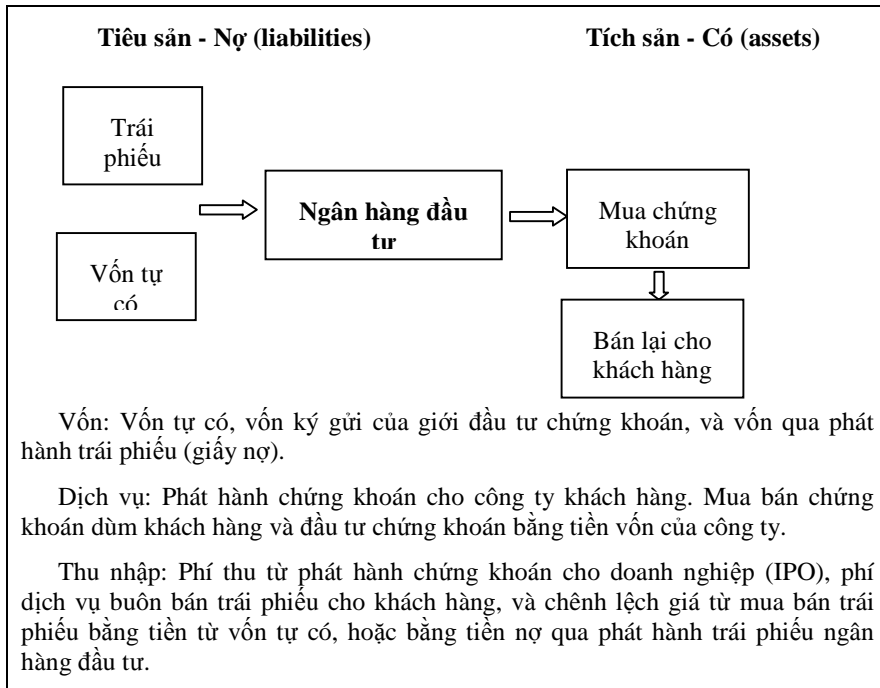 Tiêu sản - Nợ (liabilities) Tích sản - Có (assets)
Trái
phiếu
Ngân hàng đầu
tư
Mua chứng
khoán
Vốn tự
có
Bán lại cho
khách hàng
Vốn: Vốn tự có, vốn ký gửi của giới đầu tư chứng khoán, và vốn qua phát
hành trái phiếu (giấy nợ).
Dịch vụ: Phát hành chứng khoán cho công ty khách hàng. Mua bán chứng
khoán dùm khách hàng và đầu tư chứng khoán bằng tiền vốn của công ty.
Thu nhập: Phí thu từ phát hành chứng khoán cho doanh nghiệp (IPO), phí
dịch vụ buôn bán trái phiếu cho khách hàng, và chênh lệch giá từ mua bán trái
phiếu bằng tiền từ vốn tự có, hoặc bằng tiền nợ qua phát hành trái phiếu ngân
hàng đầu tư.